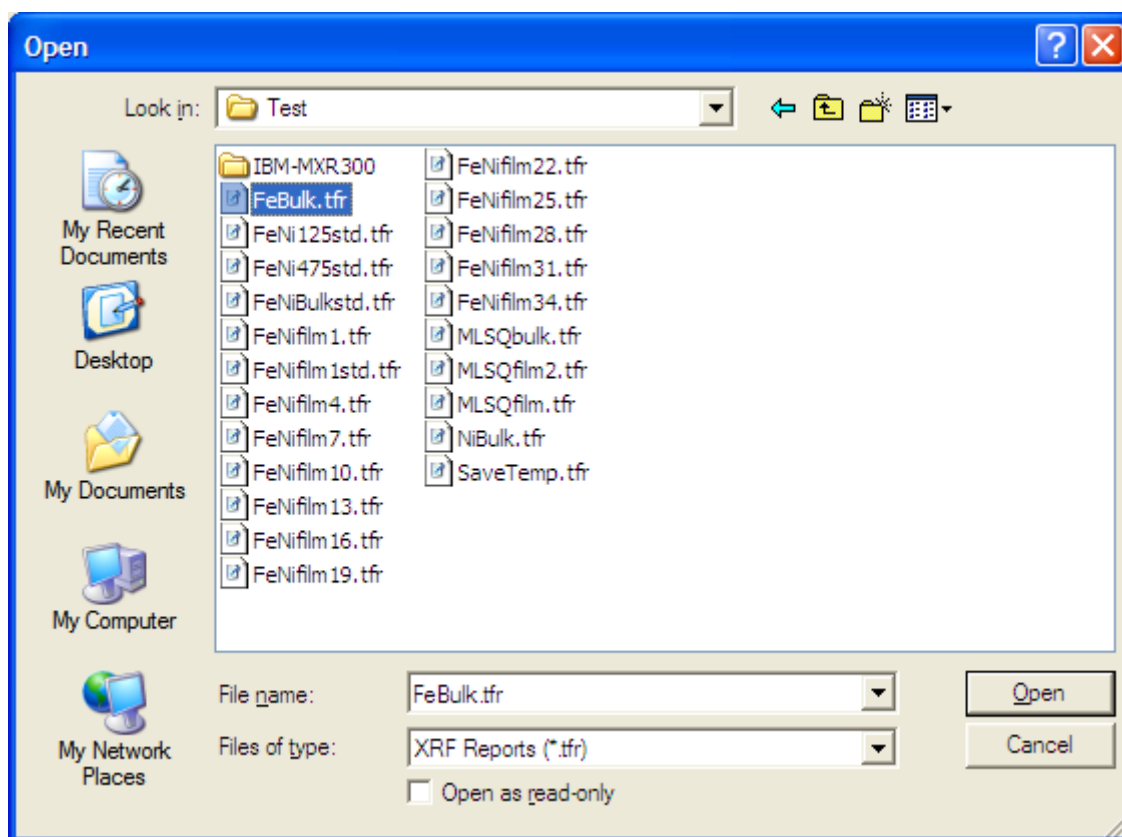 Open
Look in:
Test
My Recent
Documents
Desktop
My Documents
My Computer
My Network
Places
IBM-MXR300
FeBulk.tfr
FeNi125std.tfr
FeNi475std.tfr
FeNiBulkstd.tfr
FeNifilm1.tfr
FeNifilm1std.tfr
FeNifilm4.tfr
FeNifilm7.tfr
FeNifilm10.tfr
FeNifilm13.tfr
FeNifilm16.tfr
FeNifilm19.tfr
FeNifilm22.tfr
FeNifilm25.tfr
FeNifilm28.tfr
FeNifilm31.tfr
FeNifilm34.tfr
MLSQbulk.tfr
MLSQfilm2.tfr
MLSQfilm.tfr
NiBulk.tfr
SaveTemp.tfr
File name:
FeBulk.tfr
Open
Files of type:
XRF Reports (*.tfr)
Cancel
Open as read-only